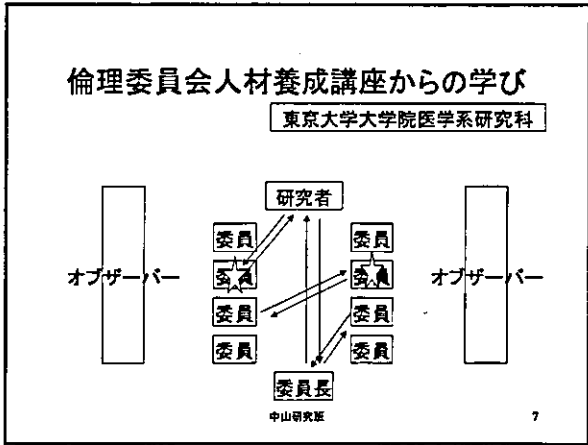 倫理委員会人材養成講座からの学び
東京大学大学院医学系研究科
研究者
委員
委員
オブザーバー
委員
委員
オブザーバー
委員
委員
委員
委員
委員長
中山研究班
7